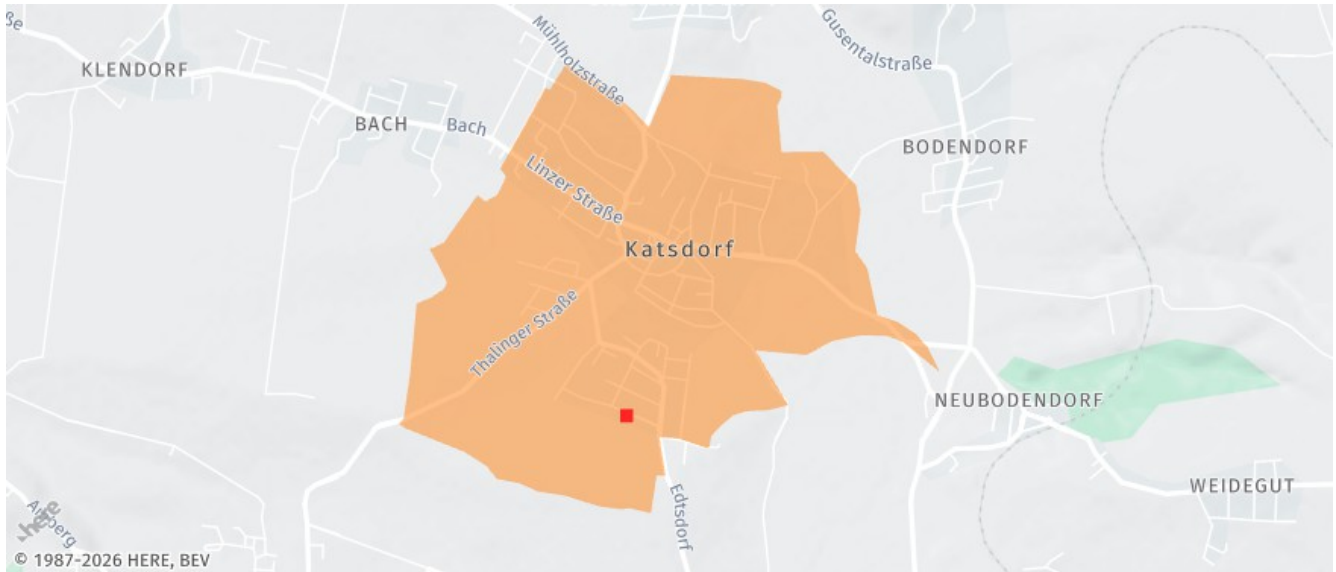 ße
KLENDORF
BACH
Bach
Mühlholzstraße
Gusentalstraße
BODENDORF
Linzer Straße
Katsdorf
Thalinger Straße
NEUBODENDORF
WEIDEGUT
Edtsdorf
here
© 1987-2026 HERE, BEV